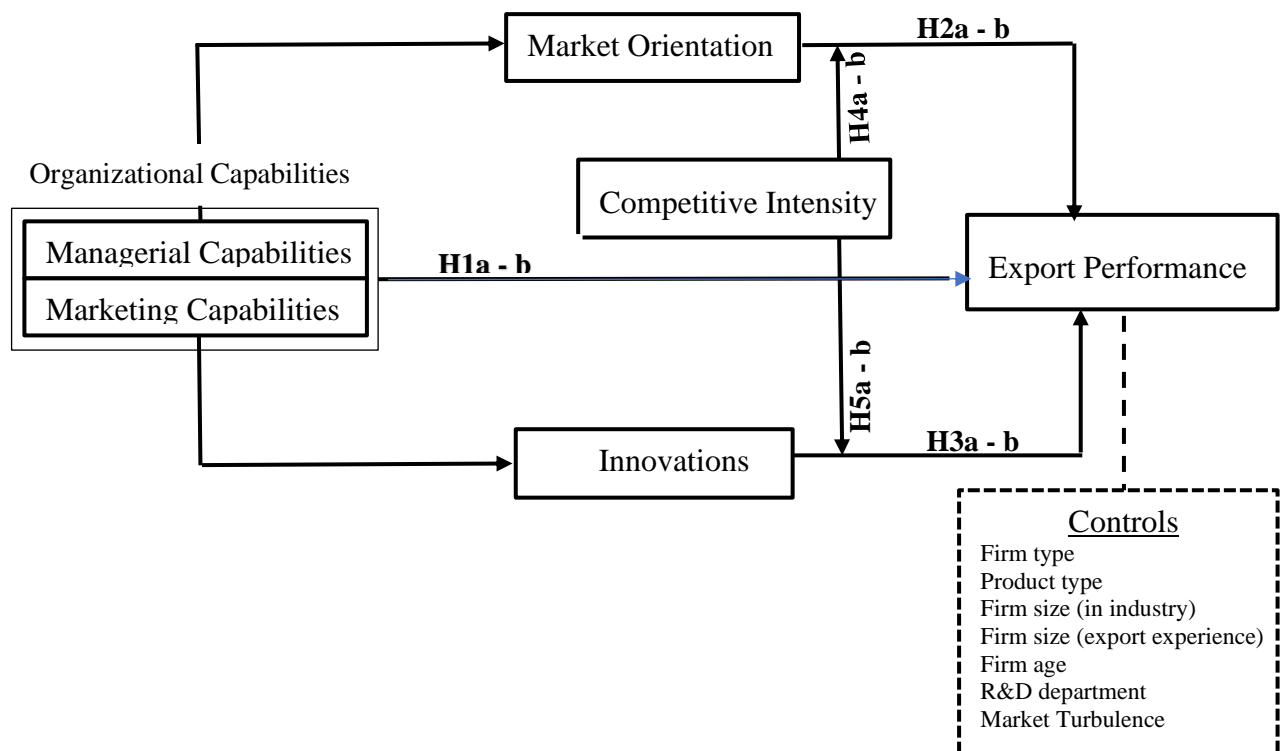 Market Orientation
H2a - b
H4a - b
Organizational Capabilities
Competitive Intensity
Managerial Capabilities
Marketing Capabilities
H1a - b
Export Performance
H5a - b
Innovations
H3a - b
Controls
Firm type
Product type
Firm size (in industry)
Firm size (export experience)
Firm age
R&D department
Market Turbulence